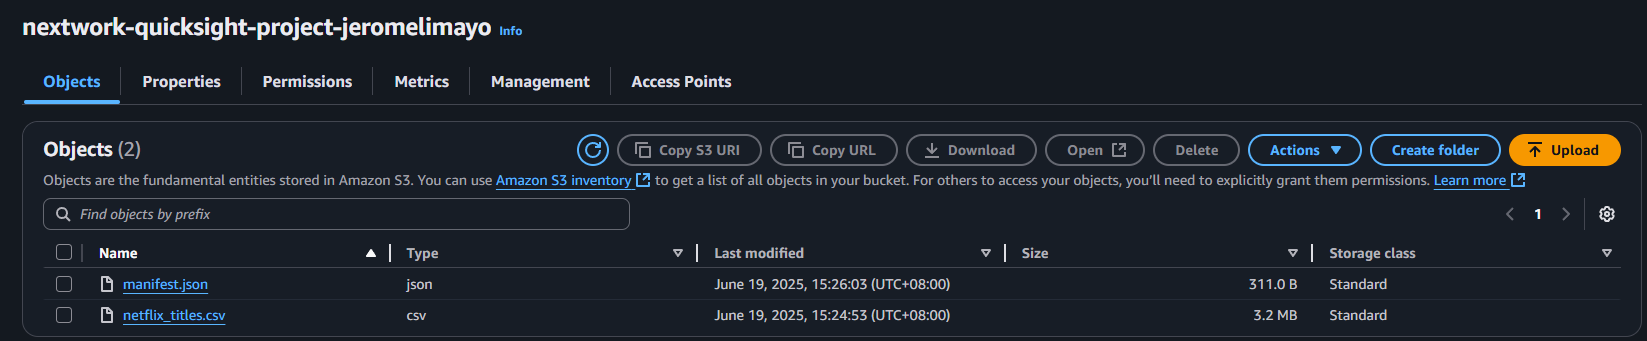 nextwork-quicksight-project-jeromelimayo Info
Objects Properties Permissions Metrics Management Access Points
Objects (2) Copy S3 URI Copy URL Download Open Delete Actions Create folder Upload
Objects are the fundamental entities stored in Amazon S3. You can use Amazon S3 inventory to get a list of all objects in your bucket. For others to access your objects, you'll need to explicitly grant them permissions. Learn more
Find objects by prefix 1
Name Type Last modified Size Storage class
manifest.json json June 19, 2025, 15:26:03 (UTC+08:00) 311.0 B Standard
netflix_titles.csv csv June 19, 2025, 15:24:53 (UTC+08:00) 3.2 MB Standard